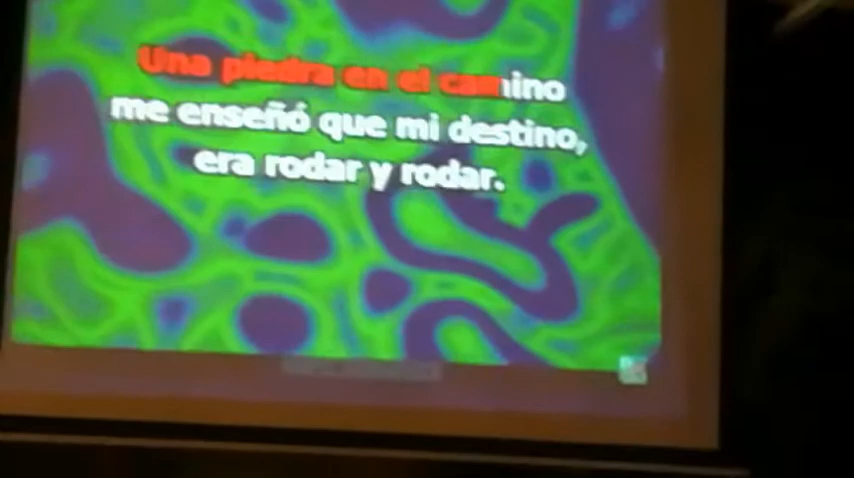 Una piedra en el camino
me enseñó que mi destino,
era rodar y rodar.